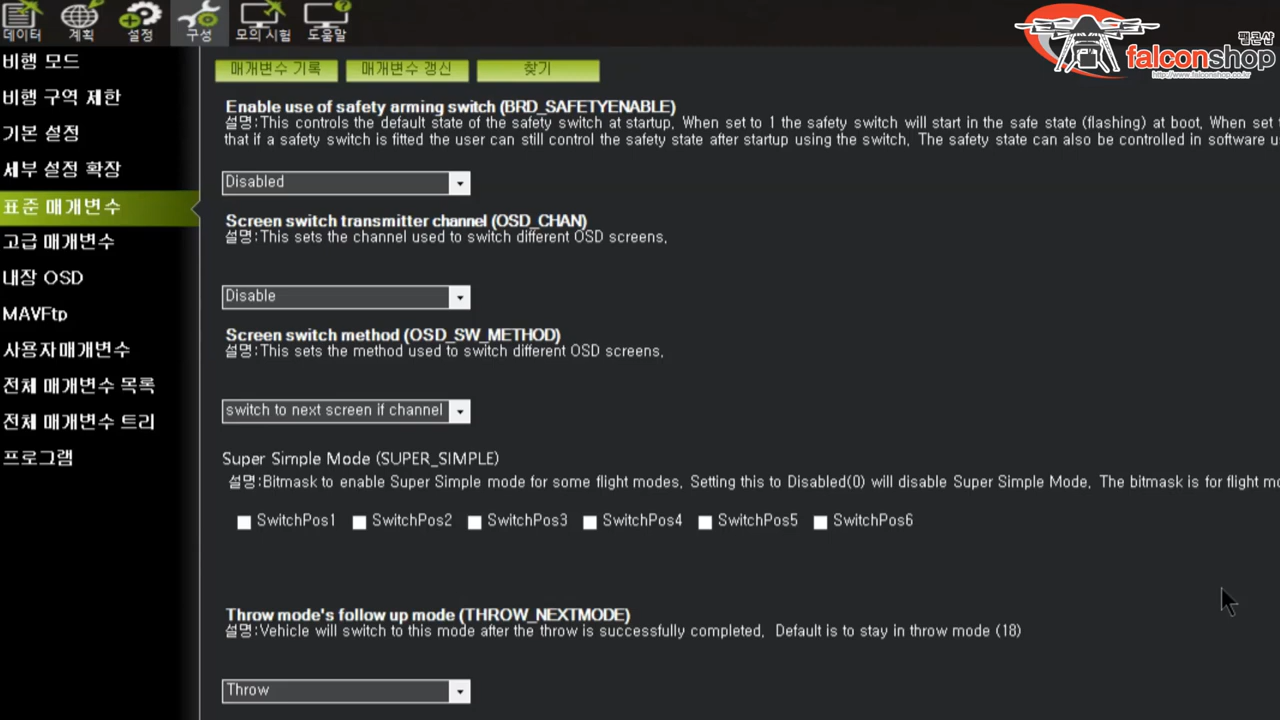 데이터 계획 설정 구성 모의 시험 도움말
팰콘샵
falconshop
http://www.falconshop.co.kr
비행 모드
비행 구역 제한
기본 설정
세부 설정 확장
표준 매개변수
고급 매개변수
내장 OSD
MAVFtp
사용자매개변수
전체 매개변수 목록
전체 매개변수 트리
프로그램
매개변수 기록 매개변수 갱신 찾기
Enable use of safety arming switch (BRD_SAFETYENABLE)
설명:This controls the default state of the safety switch at startup. When set to 1 the safety switch will start in the safe state (flashing) at boot. When set
that if a safety switch is fitted the user can still control the safety state after startup using the switch. The safety state can also be controlled in software
Disabled
Screen switch transmitter channel (OSD_CHAN)
설명:This sets the channel used to switch different OSD screens.
Disable
Screen switch method (OSD_SW_METHOD)
설명:This sets the method used to switch different OSD screens.
switch to next screen if channel
Super Simple Mode (SUPER_SIMPLE)
설명:Bitmask to enable Super Simple mode for some flight modes. Setting this to Disabled(0) will disable Super Simple Mode. The bitmask is for flight
SwitchPos1 SwitchPos2 SwitchPos3 SwitchPos4 SwitchPos5 SwitchPos6
Throw mode's follow up mode (THROW_NEXTMODE)
설명:Vehicle will switch to this mode after the throw is successfully completed. Default is to stay in throw mode (18)
Throw